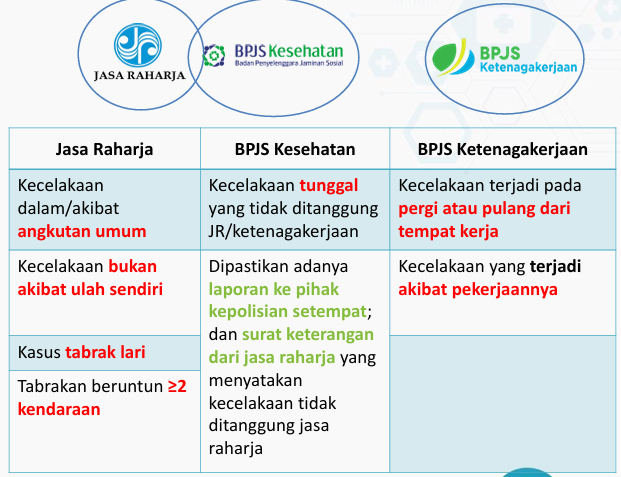 JASA RAHARJA
BPJS Kesehatan
Badan Penyelenggara Jaminan Sosial
BPJS
Ketenagakerjaan
Jasa Raharja
BPJS Kesehatan
BPJS Ketenagakerjaan
Kecelakaan
dalam/akibat
angkutan umum
Kecelakaan tunggal
yang tidak ditanggung
JR/ketenagakerjaan
Kecelakaan terjadi pada
pergi atau pulang dari
tempat kerja
Kecelakaan bukan
akibat ulah sendiri
Dipastikan adanya
laporan ke pihak
kepolisian setempat;
dan surat keterangan
dari jasa raharja yang
menyatakan
kecelakaan tidak
ditanggung jasa
raharja
Kecelakaan yang terjadi
akibat pekerjaannya
Kasus tabrak lari
Tabrakan beruntun ≥2
kendaraan